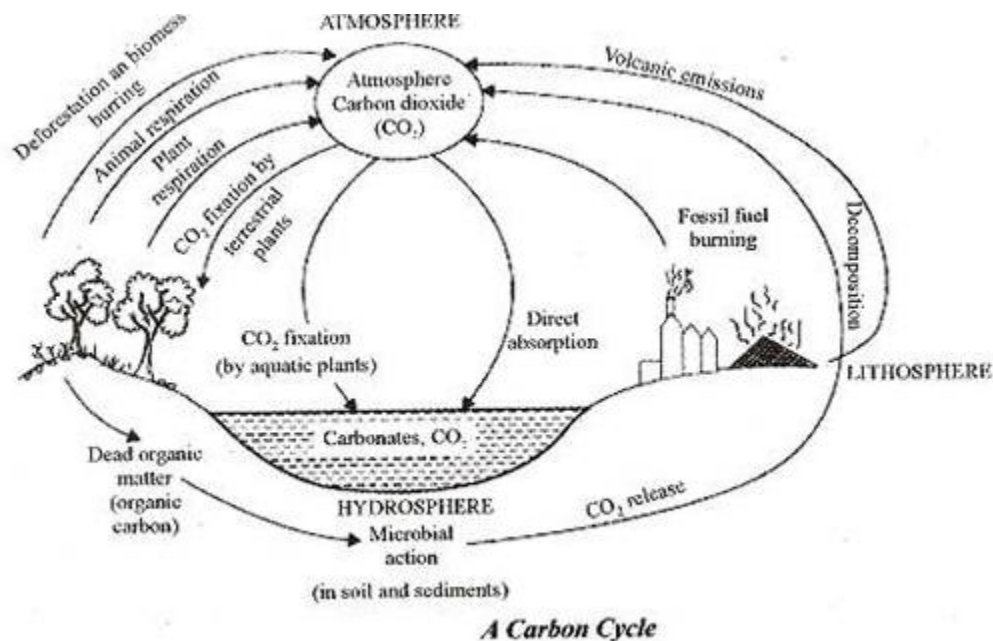 ATMOSPHERE
Atmosphere
Carbon dioxide
(CO₂)
Deforestation an biomess
burring
Animal respiration
Plant
respiration
CO₂ fixation by
terrestrial
plants
Volcanic emissions
Fossil fuel
burning
Decomposition
CO₂ fixation
(by aquatic plants)
Direct
absorption
LITHOSPHERE
Carbonates, CO₂
Dead organic
matter
(organic
carbon)
HYDROSPHERE
Microbial
action
(in soil and sediments)
CO₂ release
A Carbon Cycle